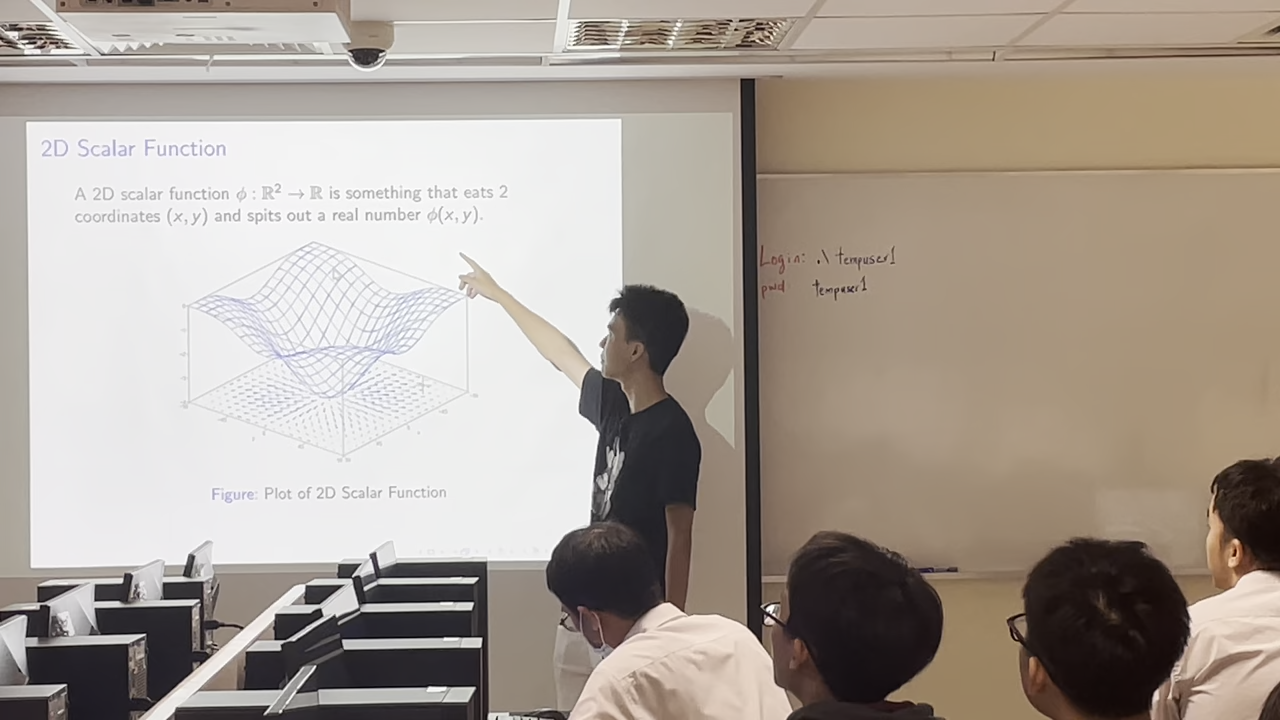 2D Scalar Function
A 2D scalar function ϕ : ℝ² → ℝ is something that eats 2
coordinates (x, y) and spits out a real number ϕ(x, y).
Figure: Plot of 2D Scalar Function
Login: .\ tempuser1
pwd: tempuser1